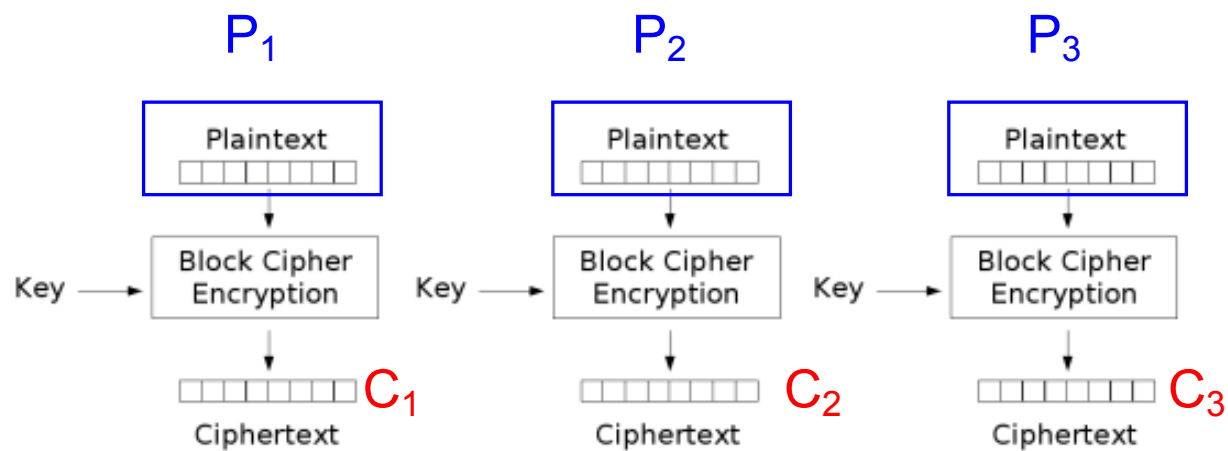 P1 P2 P3
Plaintext Plaintext Plaintext
Block Cipher Block Cipher Block Cipher
Key Encryption Key Encryption Key Encryption
C1 C2 C3
Ciphertext Ciphertext Ciphertext